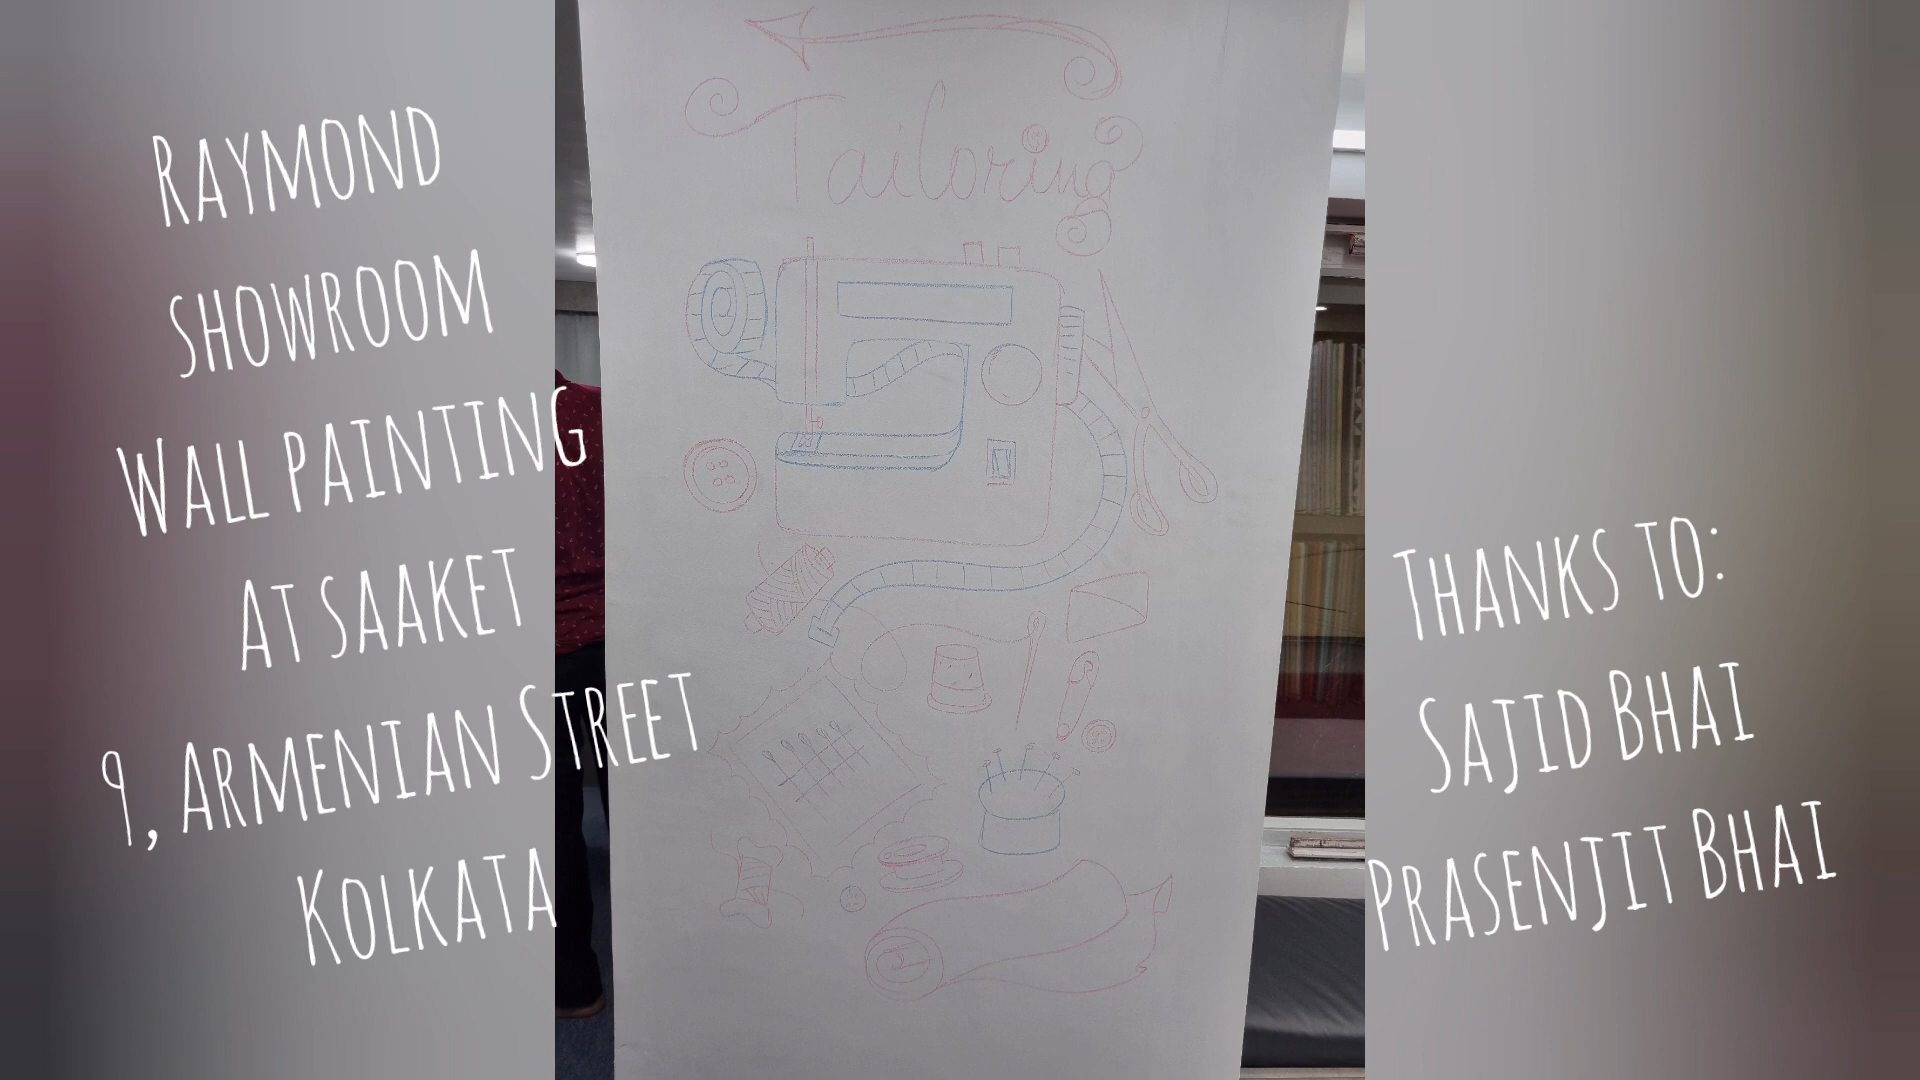 Raymond
showroom
Wall painting
At saaket
9, Armenian Street
Kolkata
Tailoring
Thanks to:
Sajid Bhai
Prasenjit Bhai